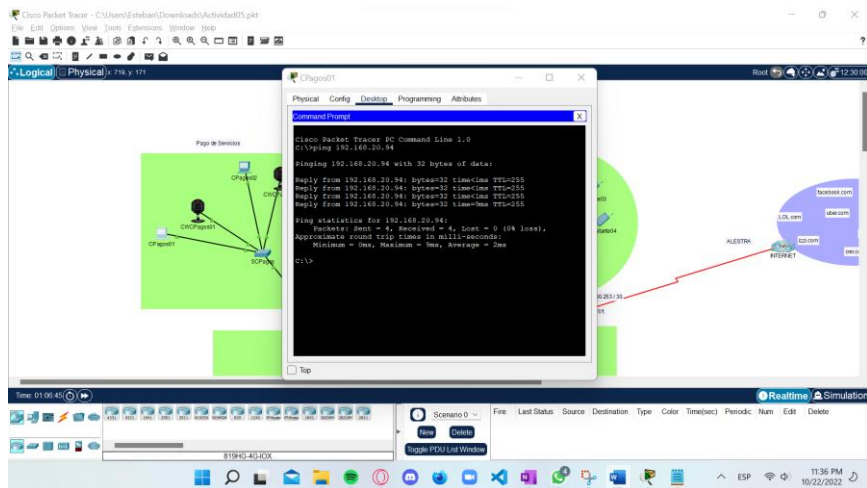 Cisco Packet Tracer - C:\Users\Esteban\Downloads\Actividad05.pkt
File Edit Options View Tools Extensions Window Help
Logical Physical x: 719, y: 171
Root
12:30:00
CPagos01
Physical Config Desktop Programming Attributes
Command Prompt
X
Cisco Packet Tracer PC Command Line 1.0
C:\>ping 192.168.20.94
Pinging 192.168.20.94 with 32 bytes of data:
Reply from 192.168.20.94: bytes=32 time<1ms TTL=255
Reply from 192.168.20.94: bytes=32 time<1ms TTL=255
Reply from 192.168.20.94: bytes=32 time<1ms TTL=255
Reply from 192.168.20.94: bytes=32 time=9ms TTL=255
Ping statistics for 192.168.20.94:
Packets: Sent = 4, Received = 4, Lost = 0 (0% loss),
Approximate round trip times in milli-seconds:
Minimum = 0ms, Maximum = 9ms, Average = 2ms
C:\>
Top
Pago de Servicios
CPagos02
CWCPagos01
CPagos01
SCPagos
facebook.com
LOL.com
uber.com
ALESTRA
izzi.com
INTERNET
Time: 01:06:45
Realtime
Simulation
Scenario 0
Fire Last Status Source Destination Type Color Time(sec) Periodic Num Edit Delete
New Delete
Toggle PDU List Window
819HG-4G-IOX
ESP
11:36 PM
10/22/2022